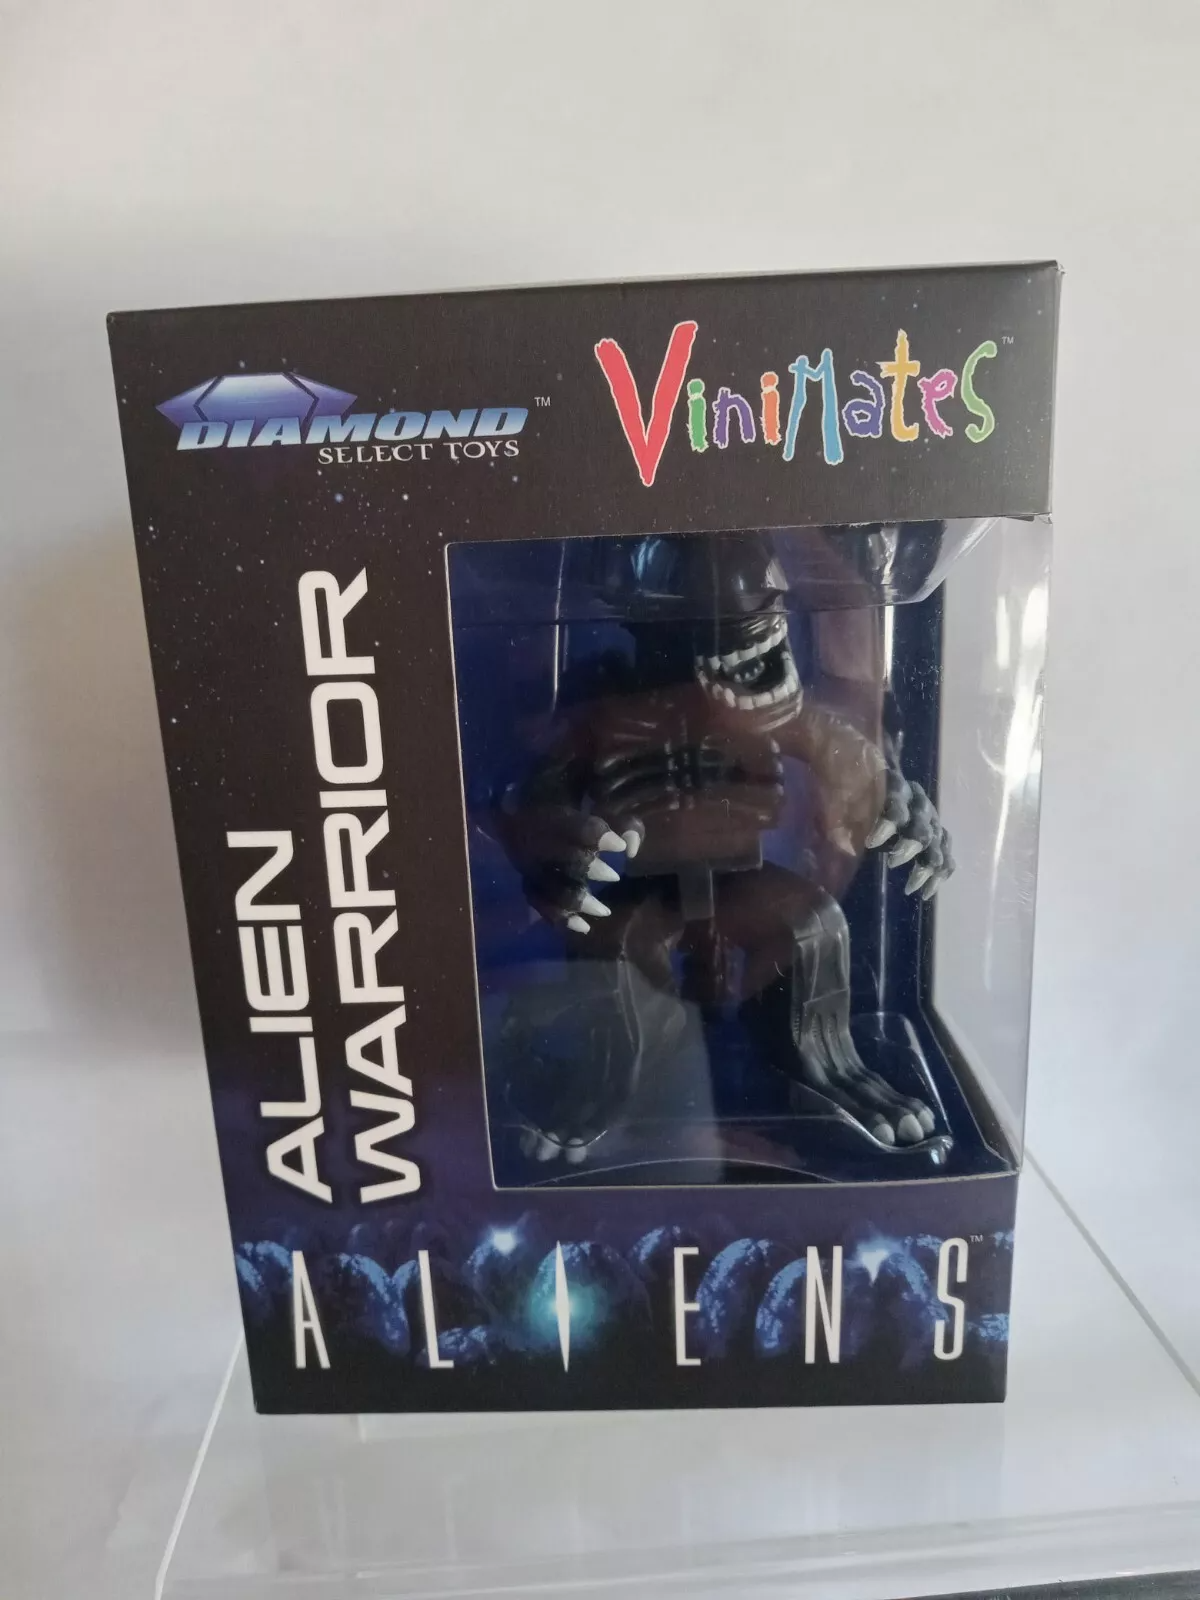 DIAMOND™
SELECT TOYS
ViniMates™
ALIEN
WARRIOR
ALIENS™